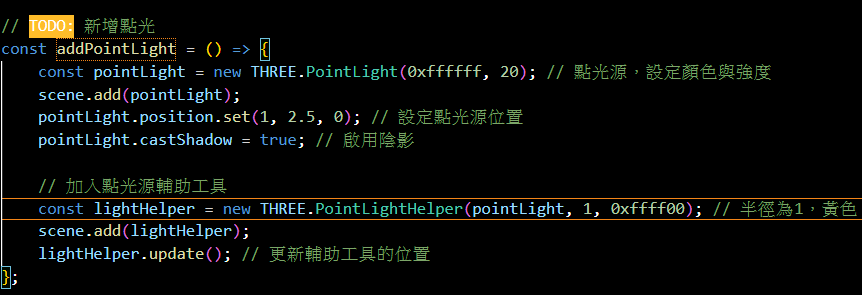 // TODO: 新增點光
const addPointLight = () => {
    const pointLight = new THREE.PointLight(0xffffff, 20); // 點光源，設定顏色與強度
    scene.add(pointLight);
    pointLight.position.set(1, 2.5, 0); // 設定點光源位置
    pointLight.castShadow = true; // 啟用陰影

    // 加入點光源輔助工具
    const lightHelper = new THREE.PointLightHelper(pointLight, 1, 0xffff00); // 半徑為1，黃色
    scene.add(lightHelper);
    lightHelper.update(); // 更新輔助工具的位置
};